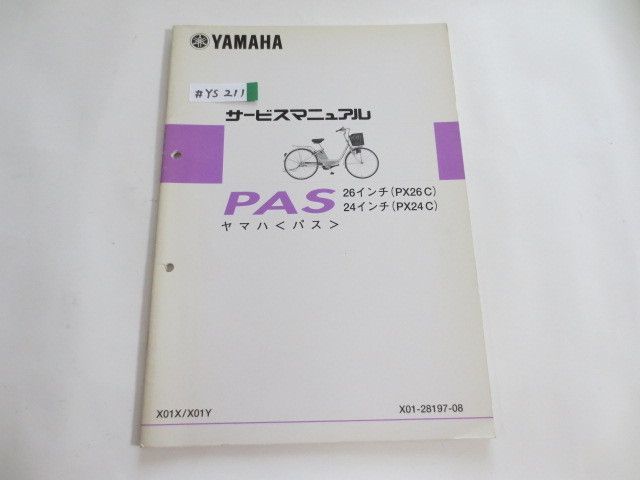 YAMAHA
#YS 211
サービスマニュアル
PAS
26インチ(PX26C)
24インチ(PX24C)
ヤマハ<パス>
X01X/X01Y
X01-28197-08